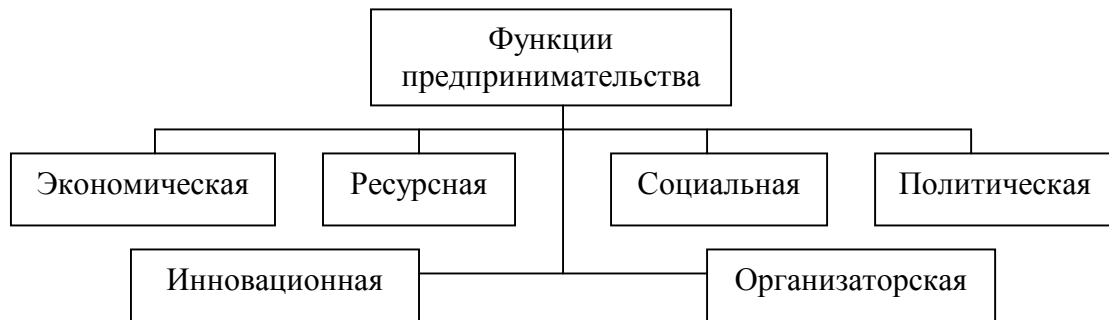 Функции
предпринимательства
Экономическая
Ресурсная
Социальная
Политическая
Инновационная
Организаторская